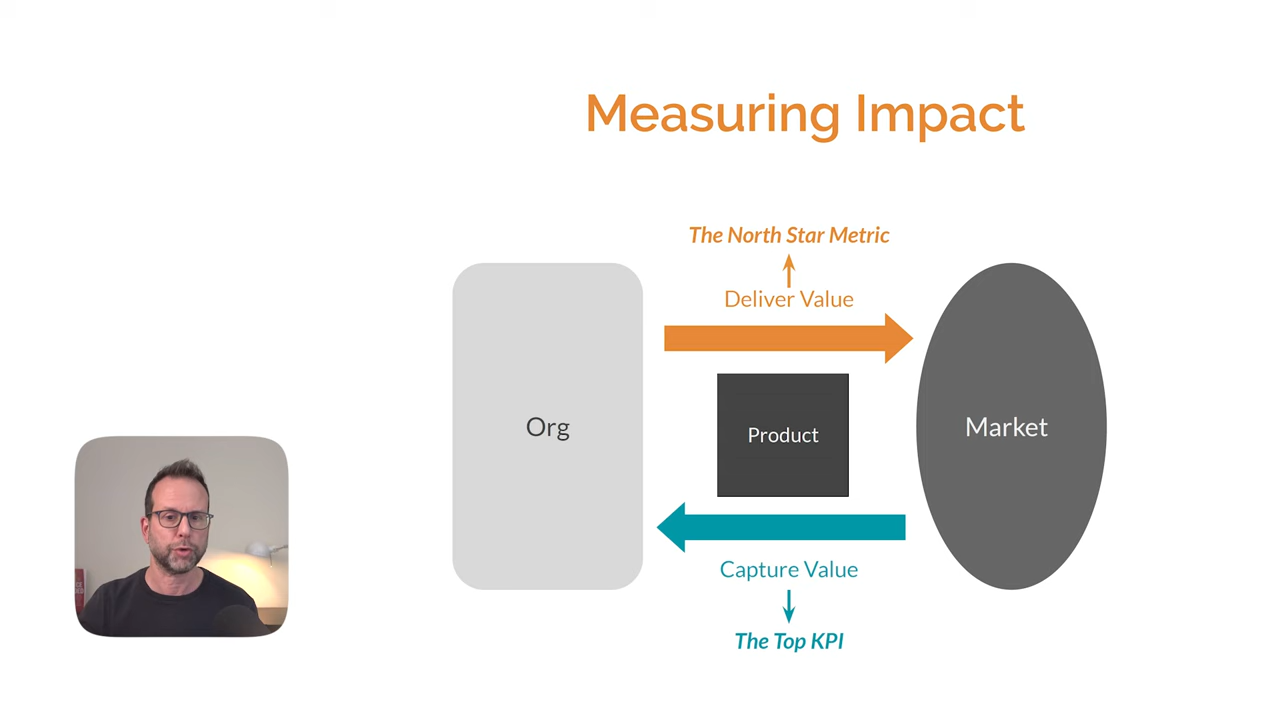 Measuring Impact
The North Star Metric
Deliver Value
Org
Product
Market
Capture Value
The Top KPI